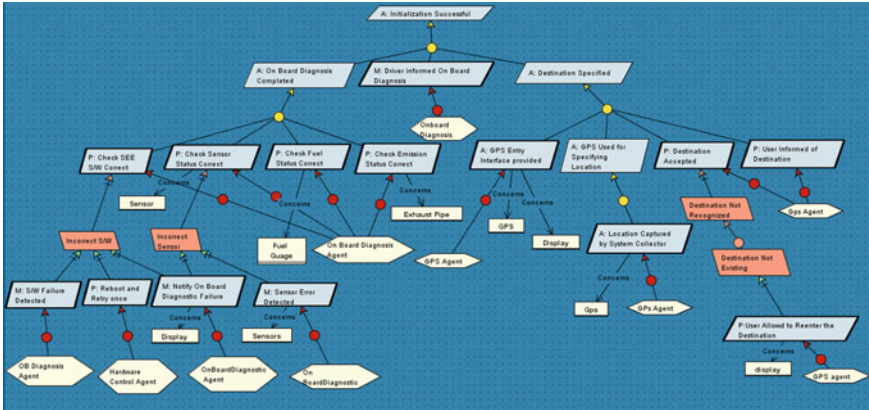 A: Initialization Successful
A: On Board Diagnosis
Completed
M: Driver informed On Board
Diagnosis
A: Destination Specified
Onboard
Diagnosis
P: Check SEE
S/W Correct
P: Check Sensor
Status Correct
P: Check Fuel
Status Correct
P: Check Emission
Status Correct
A: GPS Entry
Interface provided
A: GPS Used for
Specifying
Location
P: Destination
Accepted
P: User Informed of
Destination
Concerns
Sensor
Concerns
Concerns
Exhaust Pipe
Concerns
Concerns
Destination Not
Recognized
Gps Agent
Incorrect S/W
Incorrect
Sensor
Fuel
Guage
On Board Diagnosis
Agent
GPS
Display
GPS Agent
A: Location Captured
by System Collector
Destination Not
Existing
M: S/W Failure
Detected
P: Reboot and
Retry once
M: Notify On Board
Diagnostic Failure
M: Sensor Error
Detected
Concerns
Concerns
Concerns
Display
Sensors
Gps
GPs Agent
P:User Allowed to Reenter the
Destination
OB Diagnosis
Agent
Hardware
Control Agent
OnBoardDiagnostic
Agent
On
BoardDiagnostic
Concerns
display
GPS agent